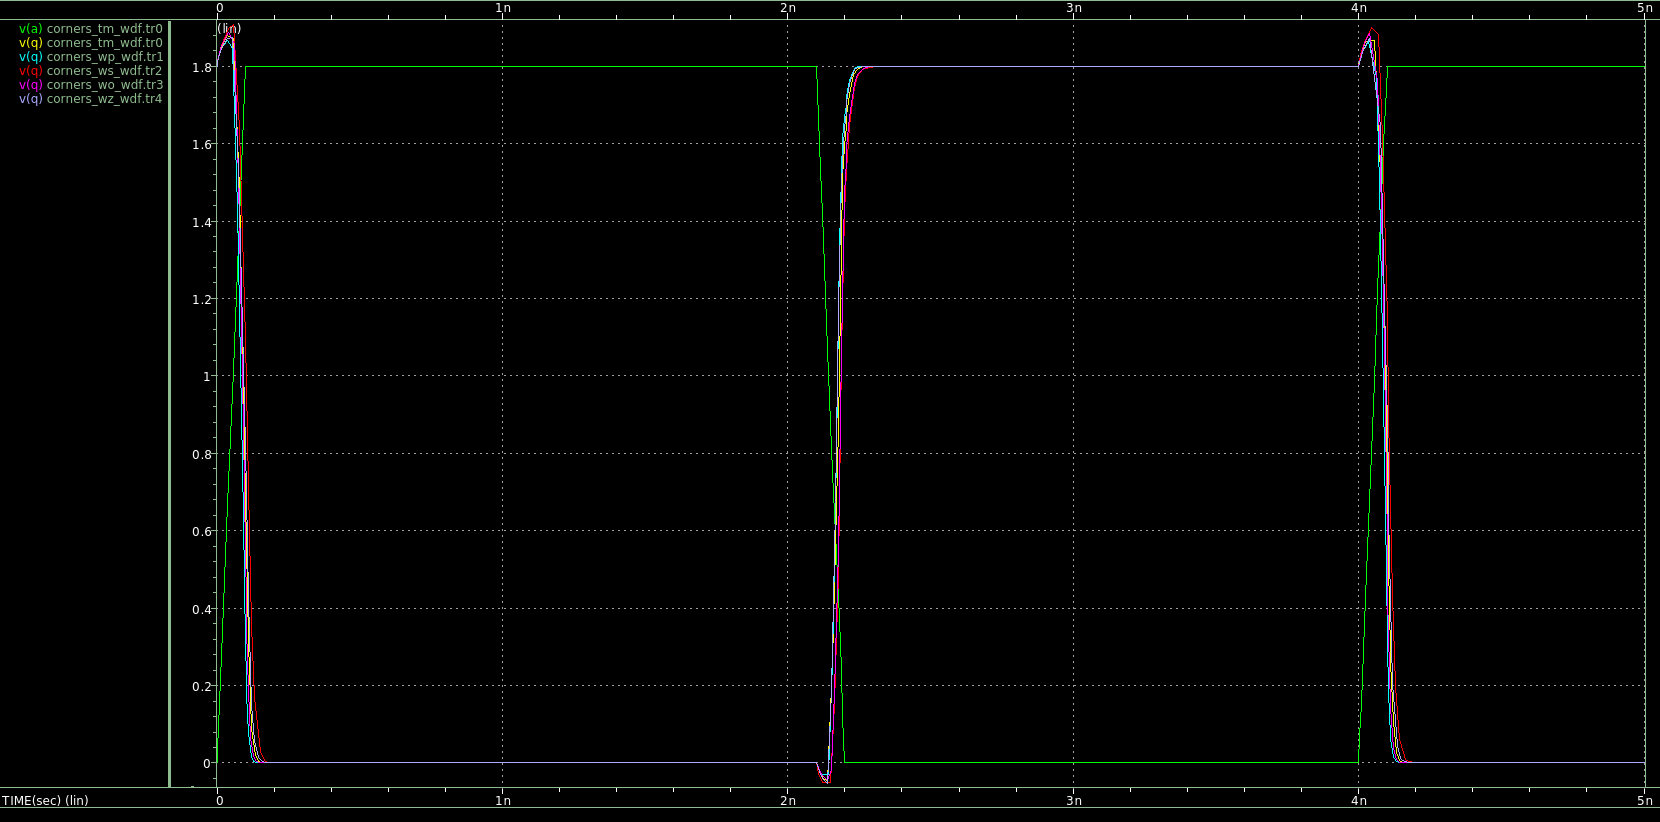 0 1n 2n 3n 4n 5n
v(a) corners_tm_wdf.tr0
v(q) corners_tm_wdf.tr0
v(q) corners_wp_wdf.tr1
v(q) corners_ws_wdf.tr2
v(q) corners_wo_wdf.tr3
v(q) corners_wz_wdf.tr4
(lin)
1.8
1.6
1.4
1.2
1
0.8
0.6
0.4
0.2
0
-
TIME(sec) (lin) 0 1n 2n 3n 4n 5n